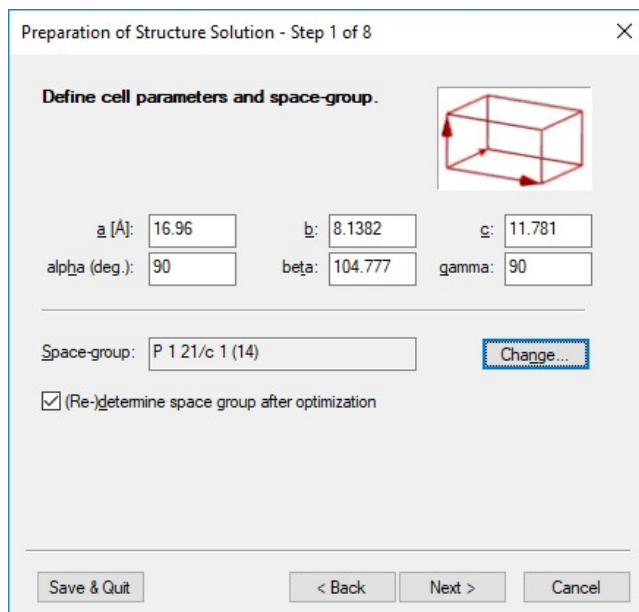 Preparation of Structure Solution - Step 1 of 8
Define cell parameters and space-group.
a [Å]: 16.96 b: 8.1382 c: 11.781
alpha (deg.): 90 beta: 104.777 gamma: 90
Space-group: P 1 21/c 1 (14) Change...
(Re-)determine space group after optimization
Save & Quit < Back Next > Cancel